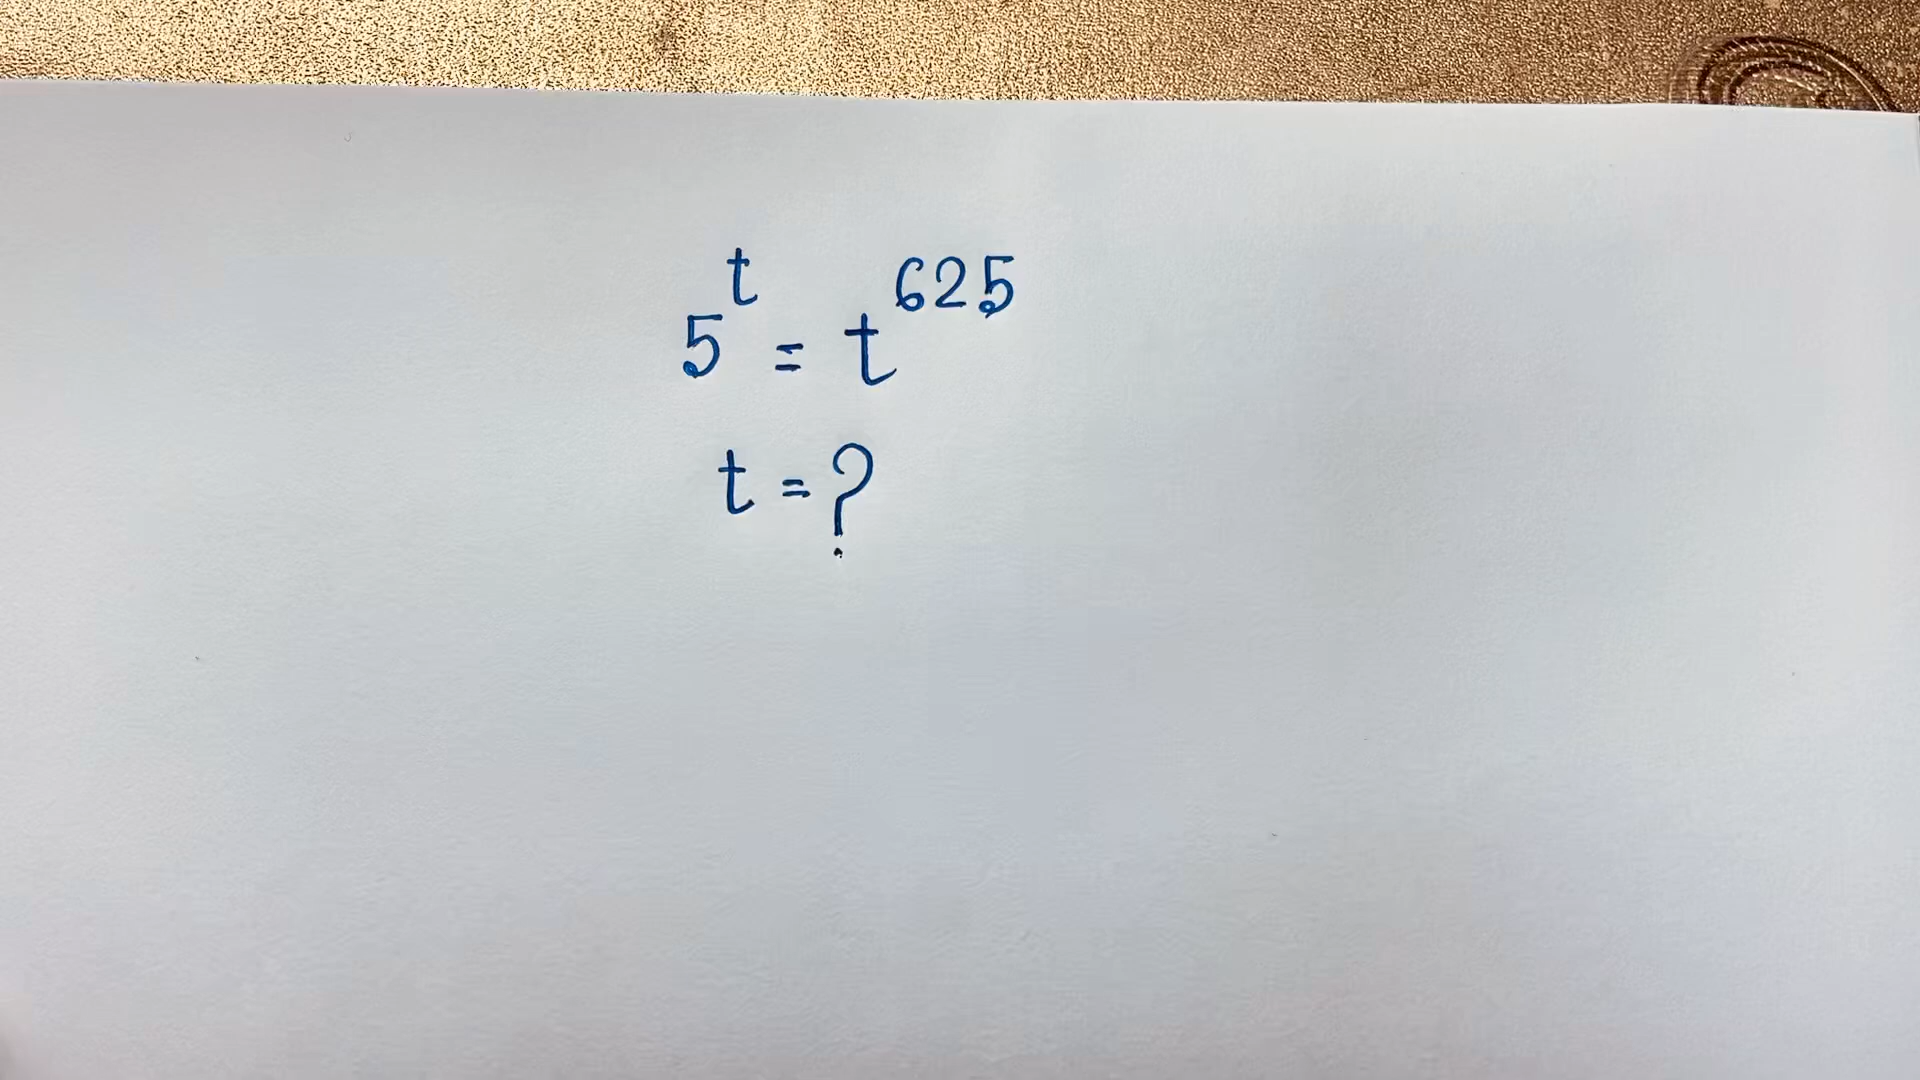 5^t = t^625
t = ?